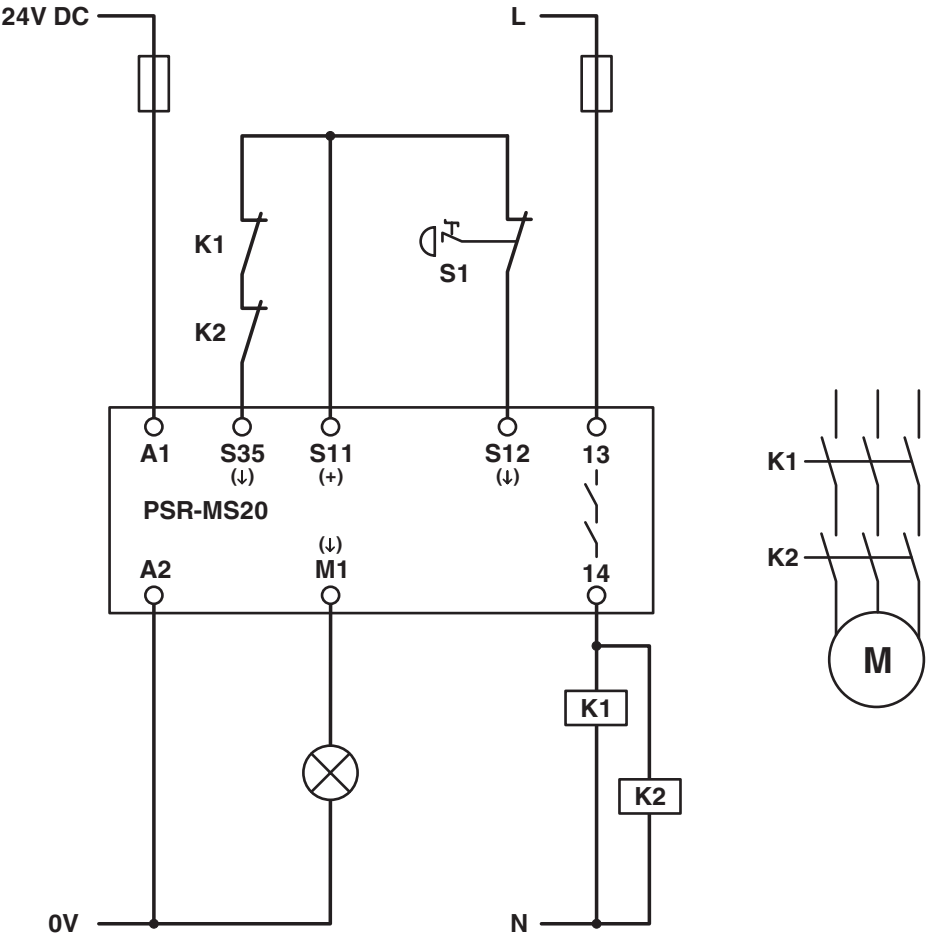 24V DC
L
K1
S1
K2
A1 S35 S11 S12 13
(↓) (+) (↓)
PSR-MS20
(↓)
A2 M1 14
K1
K2
M
K1
K2
0V
N